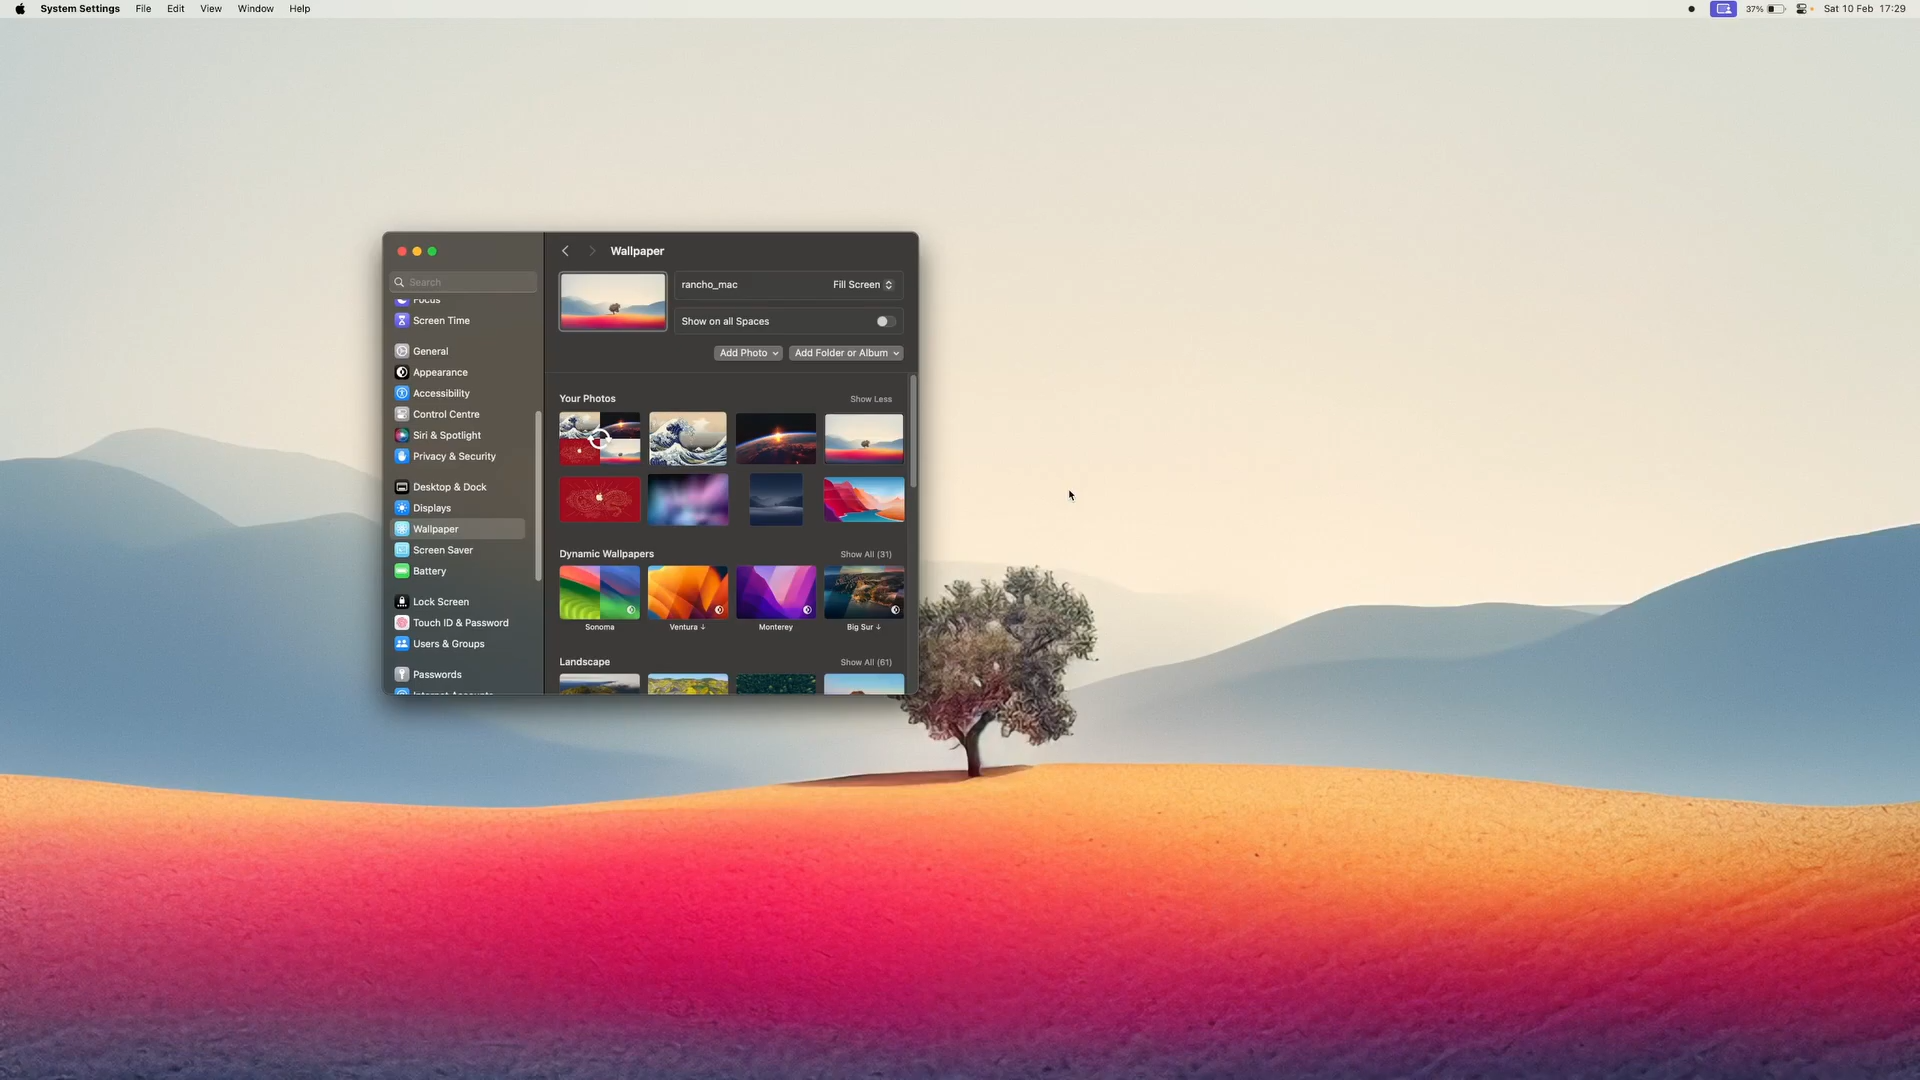 System Settings File Edit View Window Help 37% Sat 10 Feb 17:29
Wallpaper
Search
rancho_mac Fill Screen
Show on all Spaces
Add Photo Add Folder or Album
Focus
Screen Time
General
Appearance
Accessibility
Control Centre
Siri & Spotlight
Privacy & Security
Desktop & Dock
Displays
Wallpaper
Screen Saver
Battery
Lock Screen
Touch ID & Password
Users & Groups
Passwords
Internet Accounts
Your Photos Show Less
Dynamic Wallpapers Show All (31)
Sonoma Ventura ↓ Monterey Big Sur ↓
Landscape Show All (61)